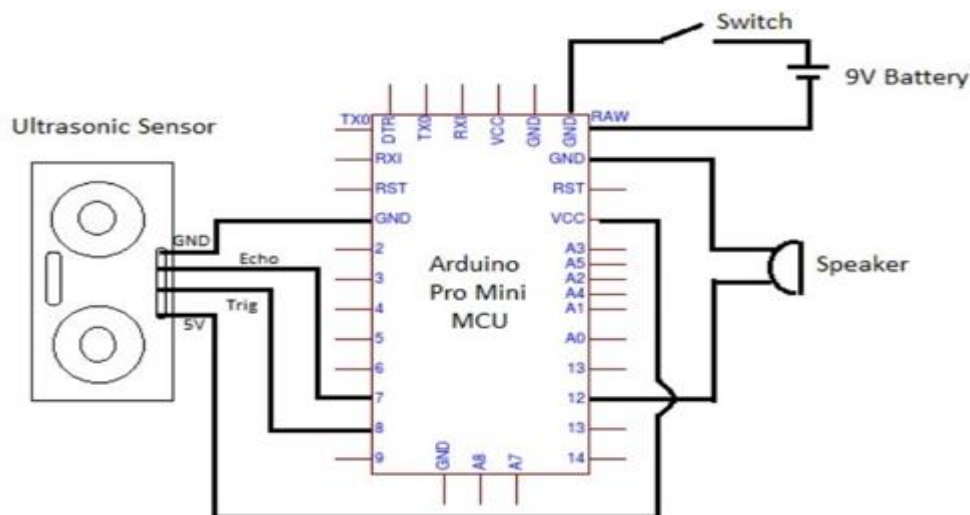 Switch
9V Battery
Ultrasonic Sensor
TX0
DTR
TX0
RXI
VCC
GND
GND
RAW
RXI
RST
GND
2
3
4
5
6
7
8
9
GND
Echo
Trig
5V
Arduino
Pro Mini
MCU
GND
RST
VCC
A3
A5
A2
A4
A1
A0
13
12
13
14
Speaker
GND
A8
A7